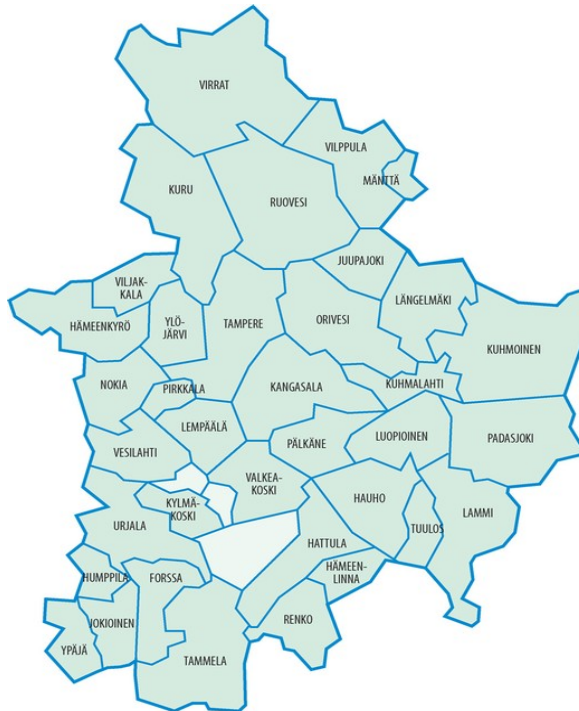 VIRRAT
VILPPULA
MÄNTTÄ
KURU
RUOVESI
JUUPAJOKI
VILJAK-
KALA
LÄNGELMÄKI
HÄMEENKYRÖ
YLÖ-
JÄRVI
TAMPERE
ORIVESI
KUHMOINEN
NOKIA
PIRKKALA
KANGASALA
KUHMALAHTI
LEMPÄÄLÄ
PÄLKÄNE
LUOPIOINEN
PADASJOKI
VESILAHTI
VALKEA-
KOSKI
HAUHO
LAMMI
KYLMÄ-
KOSKI
URJALA
TUULOS
HATTULA
HÄMEEN-
LINNA
HUMPPILA
FORSSA
JOKIOINEN
RENKO
YPÄJÄ
TAMMELA